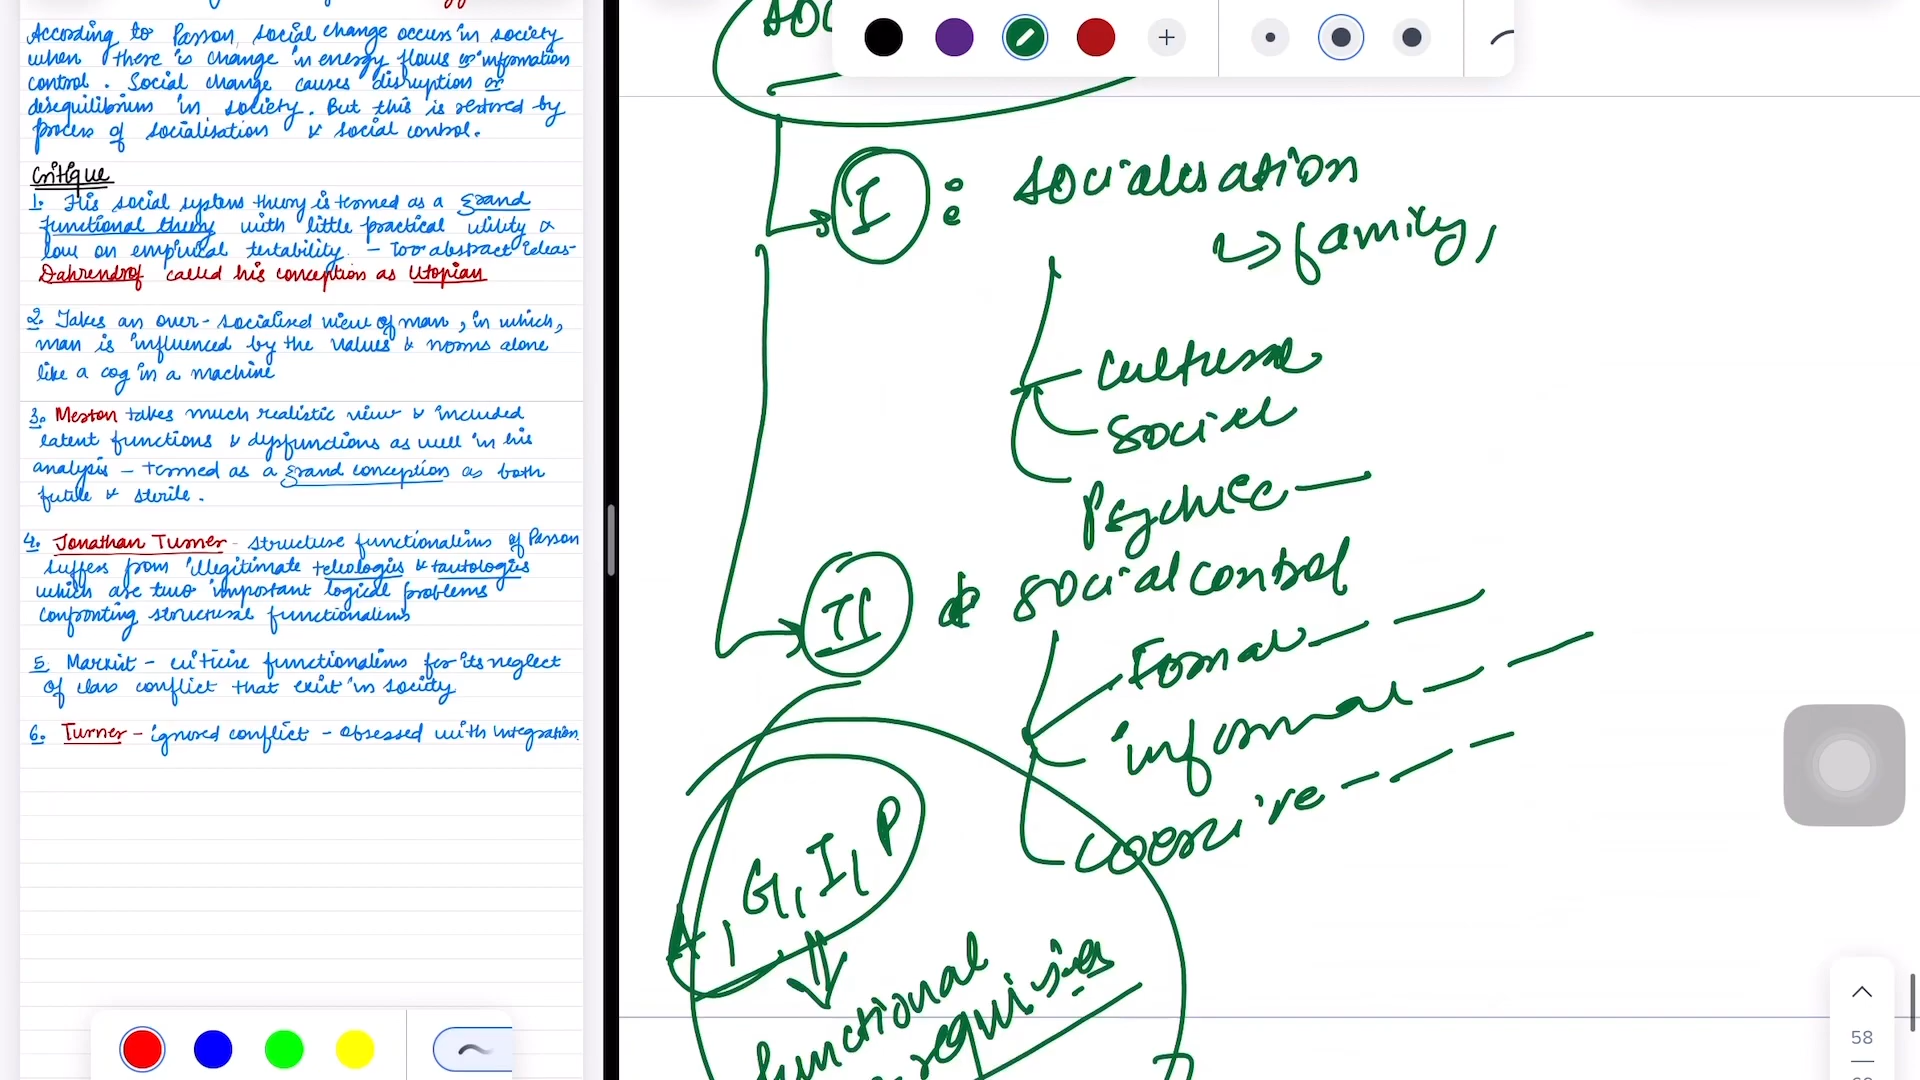 According to Parson, social change occurs in society
when there is change in energy flows or information
control. Social change causes disruption or
disequilibrium in society. But this is restored by
process of socialisation & social control.
Critique
1. His social system theory is termed as a grand
functional theory with little practical utility &
low on empirical testability. - Too abstract ideas-
Dahrendrof called his conception as Utopian
2. Takes an over-socialised view of man, in which,
man is influenced by the values & norms alone
like a cog in a machine
3. Merton takes much realistic view & included
latent functions & dysfunctions as well in his
analysis - termed as a grand conception as both
futile & sterile.
4. Jonathan Turner - structure functionalims of Parson
suffers from illegitimate teliologies & tautologies
which are two important logical problems
confronting structural functionalims
5 Marxist - criticise functionalims for its neglect
of class conflict that exist in society
6. Turner - ignored conflict - obsessed with integration.
I : socialisation
↳ family,
Cultural
Social
Psychic —
II socialcontrol
Formal — —
informal — —
Coercive — — —
A, G, I, P
⇓
functional
58